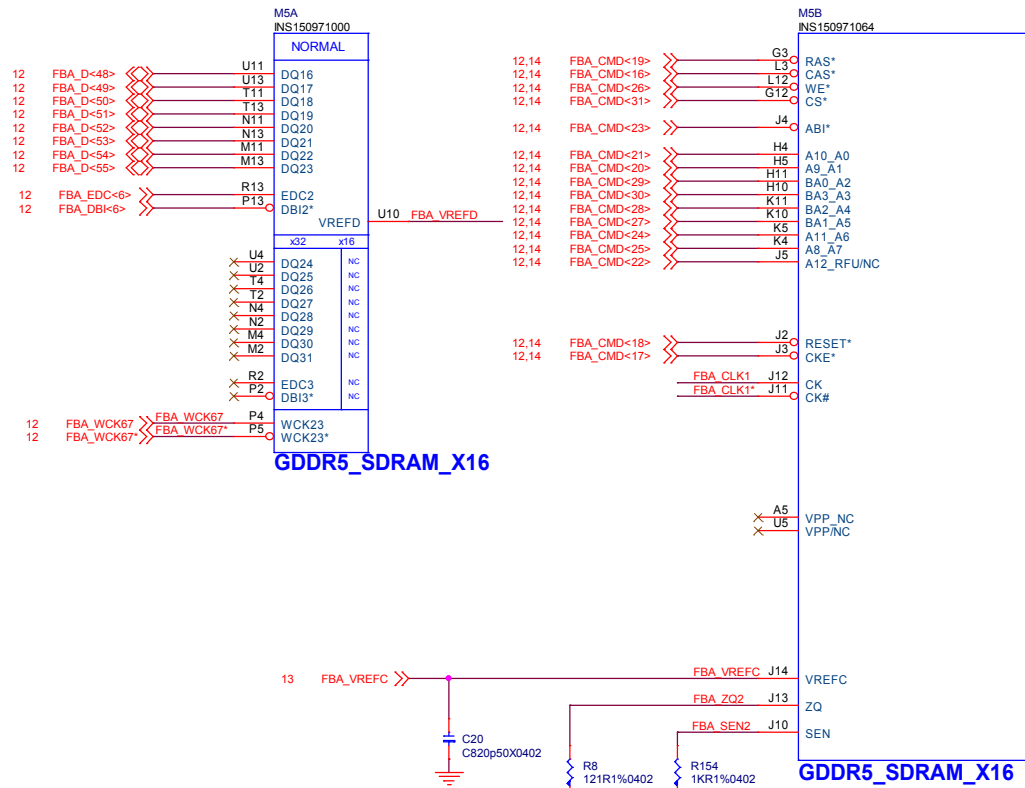 M5A
INS150971000
NORMAL
12 FBA_D<48> U11 DQ16
12 FBA_D<49> U13 DQ17
12 FBA_D<50> T11 DQ18
12 FBA_D<51> T13 DQ19
12 FBA_D<52> N11 DQ20
12 FBA_D<53> N13 DQ21
12 FBA_D<54> M11 DQ22
12 FBA_D<55> M13 DQ23
12 FBA_EDC<6> R13 EDC2
12 FBA_DBI<6> P13 DBI2*
VREFD U10 FBA_VREFD
x32 x16
U4 DQ24 NC
U2 DQ25 NC
T4 DQ26 NC
T2 DQ27 NC
N4 DQ28 NC
N2 DQ29 NC
M4 DQ30 NC
M2 DQ31 NC
R2 EDC3 NC
P2 DBI3* NC
12 FBA_WCK67 FBA_WCK67 P4 WCK23
12 FBA_WCK67* FBA_WCK67* P5 WCK23*
GDDR5_SDRAM_X16
M5B
INS150971064
12,14 FBA_CMD<19> G3 RAS*
12,14 FBA_CMD<16> L3 CAS*
12,14 FBA_CMD<26> L12 WE*
12,14 FBA_CMD<31> G12 CS*
12,14 FBA_CMD<23> J4 ABI*
12,14 FBA_CMD<21> H4 A10_A0
12,14 FBA_CMD<20> H5 A9_A1
12,14 FBA_CMD<29> H11 BA0_A2
12,14 FBA_CMD<30> H10 BA3_A3
12,14 FBA_CMD<28> K11 BA2_A4
12,14 FBA_CMD<27> K10 BA1_A5
12,14 FBA_CMD<24> K5 A11_A6
12,14 FBA_CMD<25> K4 A8_A7
12,14 FBA_CMD<22> J5 A12_RFU/NC
12,14 FBA_CMD<18> J2 RESET*
12,14 FBA_CMD<17> J3 CKE*
FBA_CLK1 J12 CK
FBA_CLK1* J11 CK#
A5 VPP_NC
U5 VPP/NC
13 FBA_VREFC FBA_VREFC J14 VREFC
FBA_ZQ2 J13 ZQ
FBA_SEN2 J10 SEN
C20
C820p50X0402
R8
121R1%0402
R154
1KR1%0402
GDDR5_SDRAM_X16